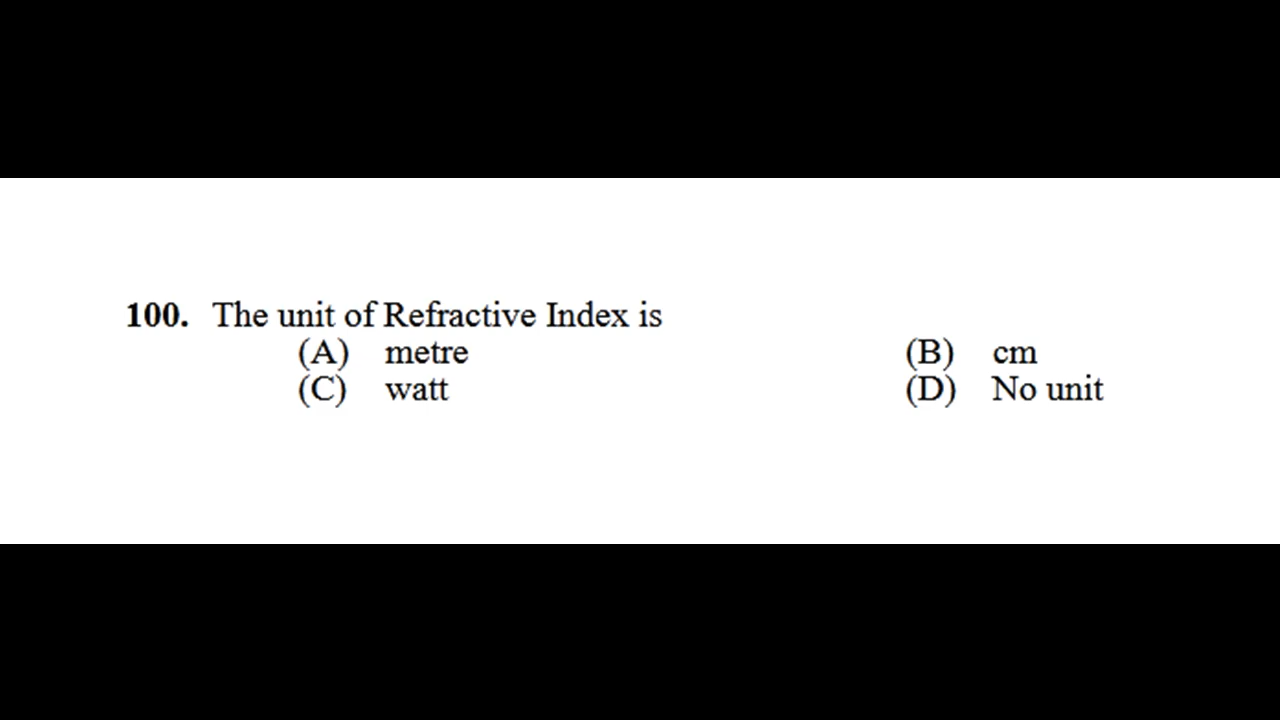 100. The unit of Refractive Index is
(A) metre (B) cm
(C) watt (D) No unit